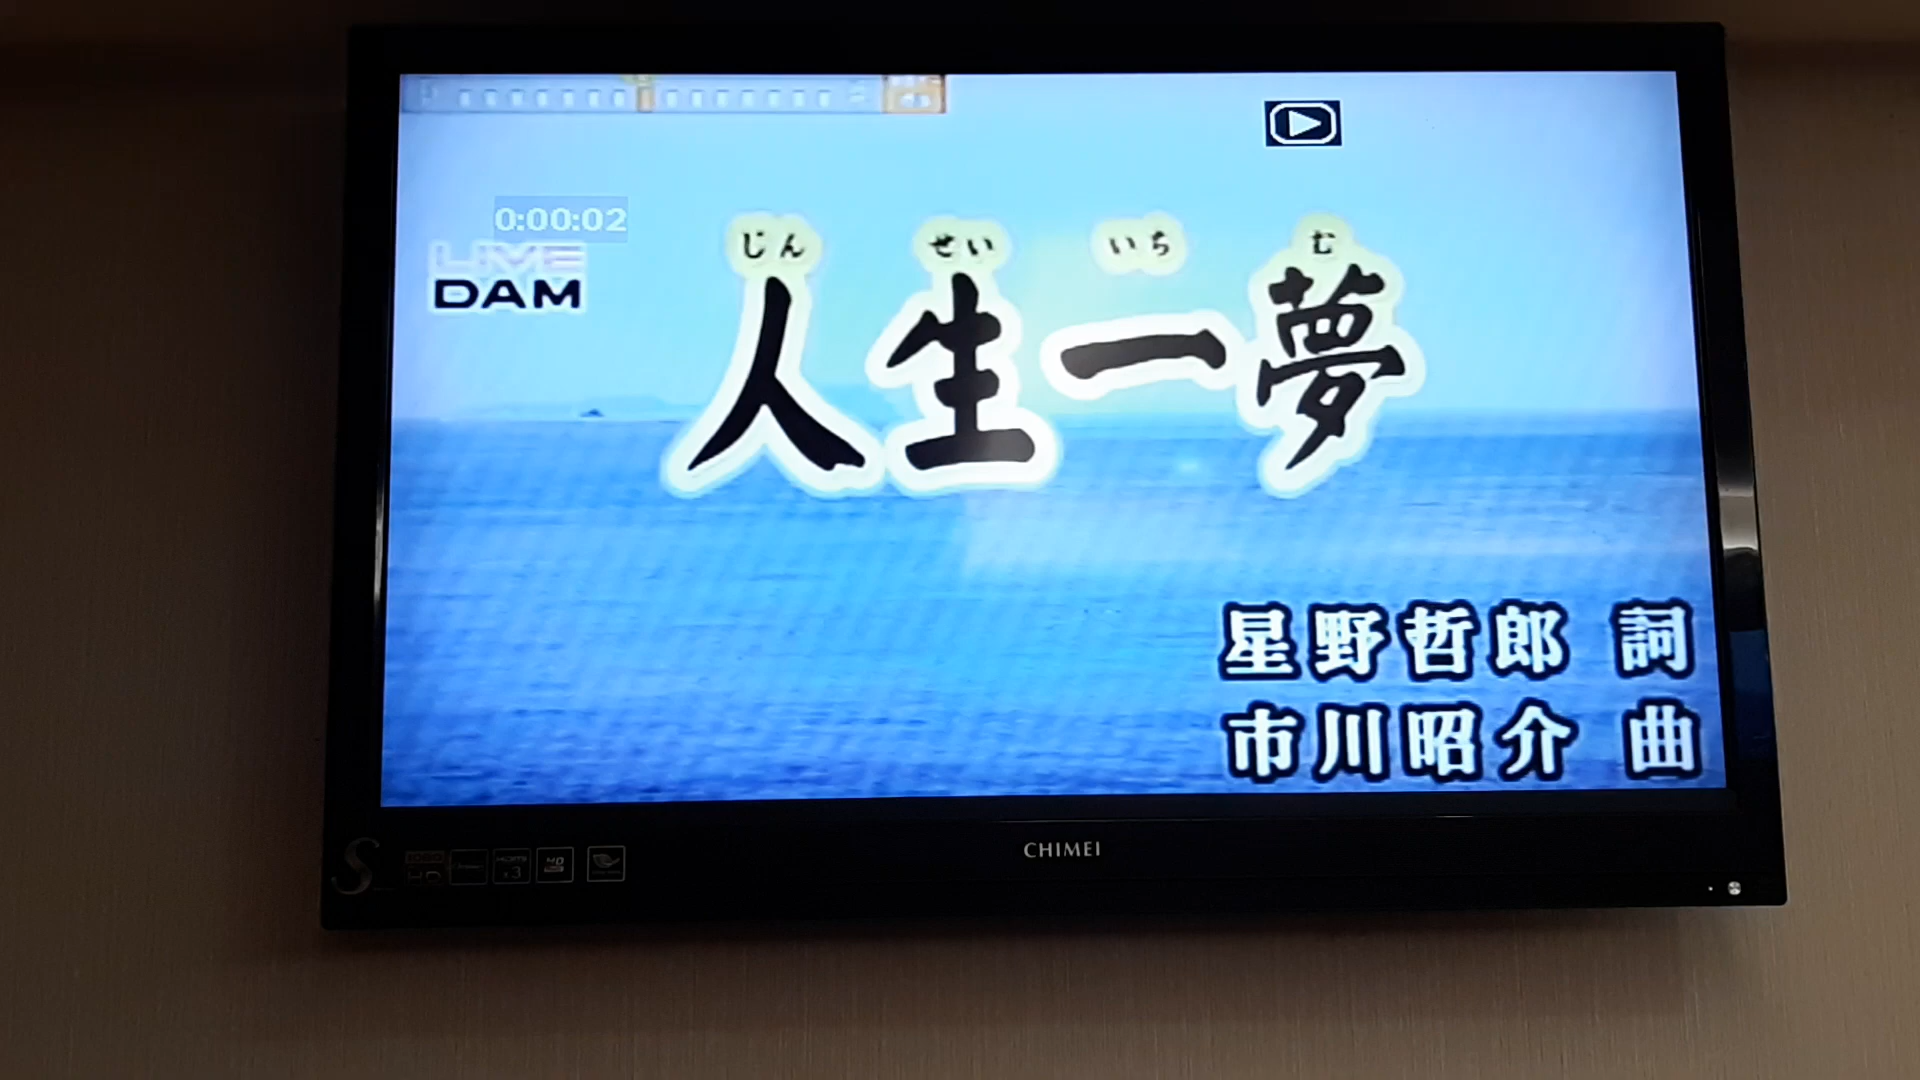 0:00:02
LIVE
DAM
じん せい いち む
人生一夢
星野哲郎 詞
市川昭介 曲
CHIMEI